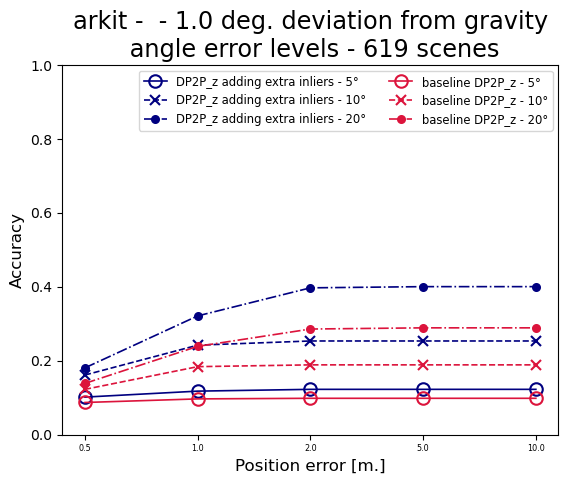 arkit -  - 1.0 deg. deviation from gravity
angle error levels - 619 scenes
DP2P_z adding extra inliers - 5°
DP2P_z adding extra inliers - 10°
DP2P_z adding extra inliers - 20°
baseline DP2P_z - 5°
baseline DP2P_z - 10°
baseline DP2P_z - 20°
Accuracy
1.0
0.8
0.6
0.4
0.2
0.0
0.5 1.0 2.0 5.0 10.0
Position error [m.]